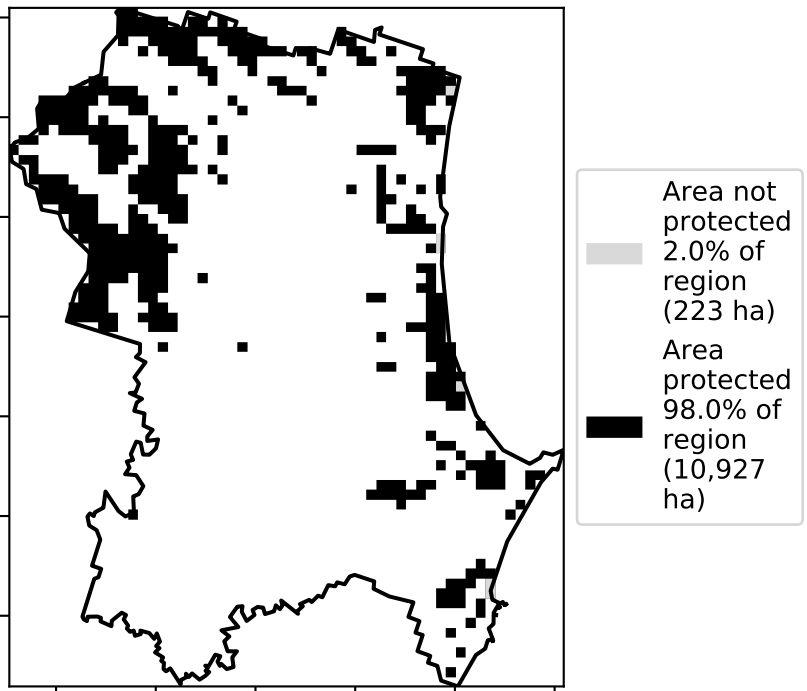 Area not
protected
2.0% of
region
(223 ha)
Area
protected
98.0% of
region
(10,927
ha)